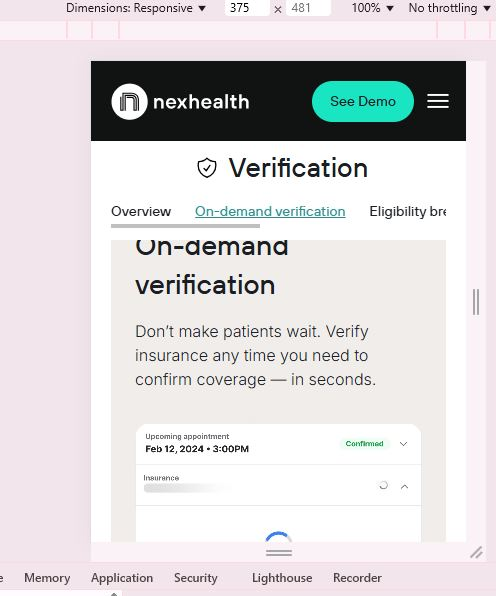 Dimensions: Responsive ▼ 375 × 481 100% ▼ No throttling ▼
nexhealth See Demo
Verification
Overview On-demand verification Eligibility bre
On-demand
verification
Don’t make patients wait. Verify
insurance any time you need to
confirm coverage — in seconds.
Upcoming appointment
Feb 12, 2024 • 3:00PM Confirmed
Insurance
Memory Application Security Lighthouse Recorder